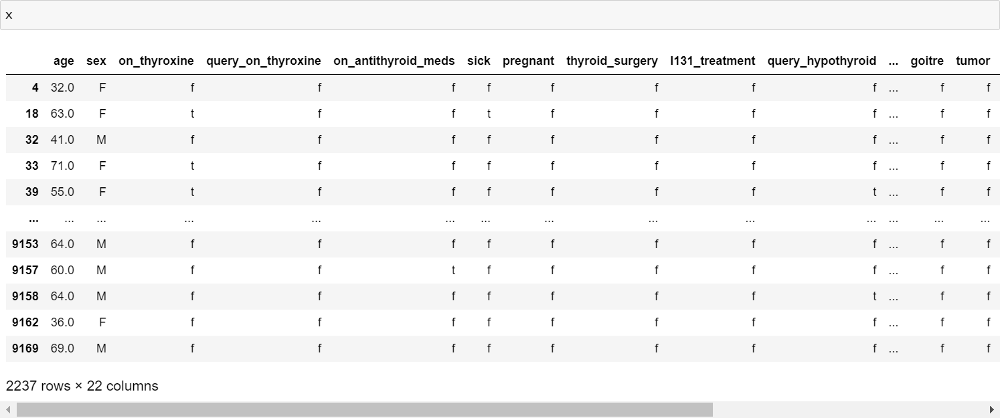 x
age sex on_thyroxine query_on_thyroxine on_antithyroid_meds sick pregnant thyroid_surgery I131_treatment query_hypothyroid ... goitre tumor
4 32.0 F f f f f f f f f ... f f
18 63.0 F t f f t f f f f ... f f
32 41.0 M f f f f f f f f ... f f
33 71.0 F t f f f f f f f ... f f
39 55.0 F t f f f f f f t ... f f
... ... ... ... ... ... ... ... ... ... ... ... ... ...
9153 64.0 M f f f f f f f f ... f f
9157 60.0 M f f t f f f f f ... f f
9158 64.0 M f f f f f f f t ... f f
9162 36.0 F f f f f f f f f ... f f
9169 69.0 M f f f f f f f f ... f f
2237 rows × 22 columns